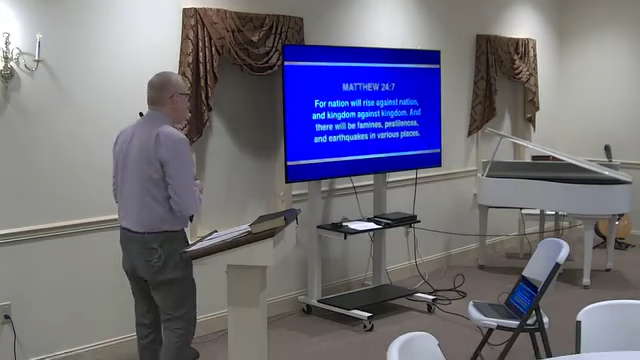 MATTHEW 24:7
For nation will rise against nation,
and kingdom against kingdom. And
there will be famines, pestilences,
and earthquakes in various places.